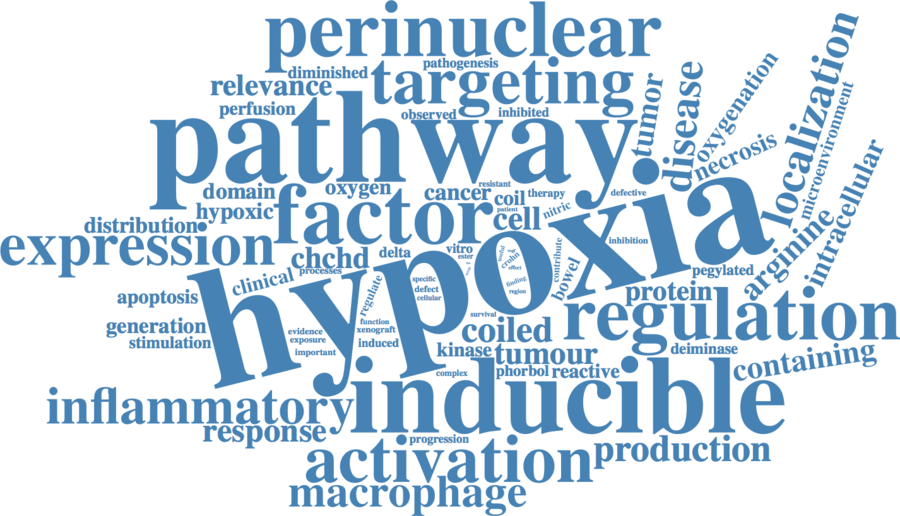 perinuclear
pathogenesis
diminished
relevance
targeting
perfusion
observed
inhibited
tumor
disease
oxygenation
necrosis
localization
microenvironment
intracellular
pathway
domain
oxygen
cancer
resistant
coil
therapy
defective
patient
nitric
hypoxic
factor
cell
distribution
expression
chchd
delta
vitro
ester
processes
clinical
hypoxia
inhibition
contribute
bowel
crohn
effect
finding
region
specific
defect
cellular
pegylated
arginine
protein
apoptosis
regulate
survival
generation
stimulation
evidence
exposure
important
function
xenograft
induced
coiled
regulation
kinase
tumour
deiminase
containing
complex
phorbol
reactive
inducible
inflammatory
response
progression
activation
production
macrophage